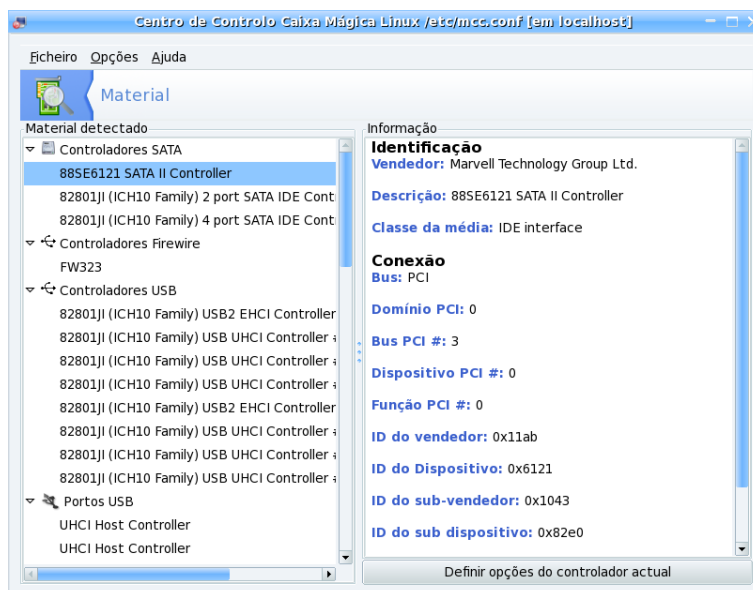 Centro de Controlo Caixa Mágica Linux /etc/mcc.conf [em localhost]
Ficheiro Opções Ajuda
Material
Material detectado
Controladores SATA
88SE6121 SATA II Controller
82801JI (ICH10 Family) 2 port SATA IDE Cont
82801JI (ICH10 Family) 4 port SATA IDE Cont
Controladores Firewire
FW323
Controladores USB
82801JI (ICH10 Family) USB2 EHCI Controller
82801JI (ICH10 Family) USB UHCI Controller
82801JI (ICH10 Family) USB UHCI Controller
82801JI (ICH10 Family) USB UHCI Controller
82801JI (ICH10 Family) USB2 EHCI Controller
82801JI (ICH10 Family) USB UHCI Controller
82801JI (ICH10 Family) USB UHCI Controller
82801JI (ICH10 Family) USB UHCI Controller
Portos USB
UHCI Host Controller
UHCI Host Controller
Informação
Identificação
Vendedor: Marvell Technology Group Ltd.
Descrição: 88SE6121 SATA II Controller
Classe da média: IDE interface
Conexão
Bus: PCI
Domínio PCI: 0
Bus PCI #: 3
Dispositivo PCI #: 0
Função PCI #: 0
ID do vendedor: 0x11ab
ID do Dispositivo: 0x6121
ID do sub-vendedor: 0x1043
ID do sub dispositivo: 0x82e0
Definir opções do controlador actual